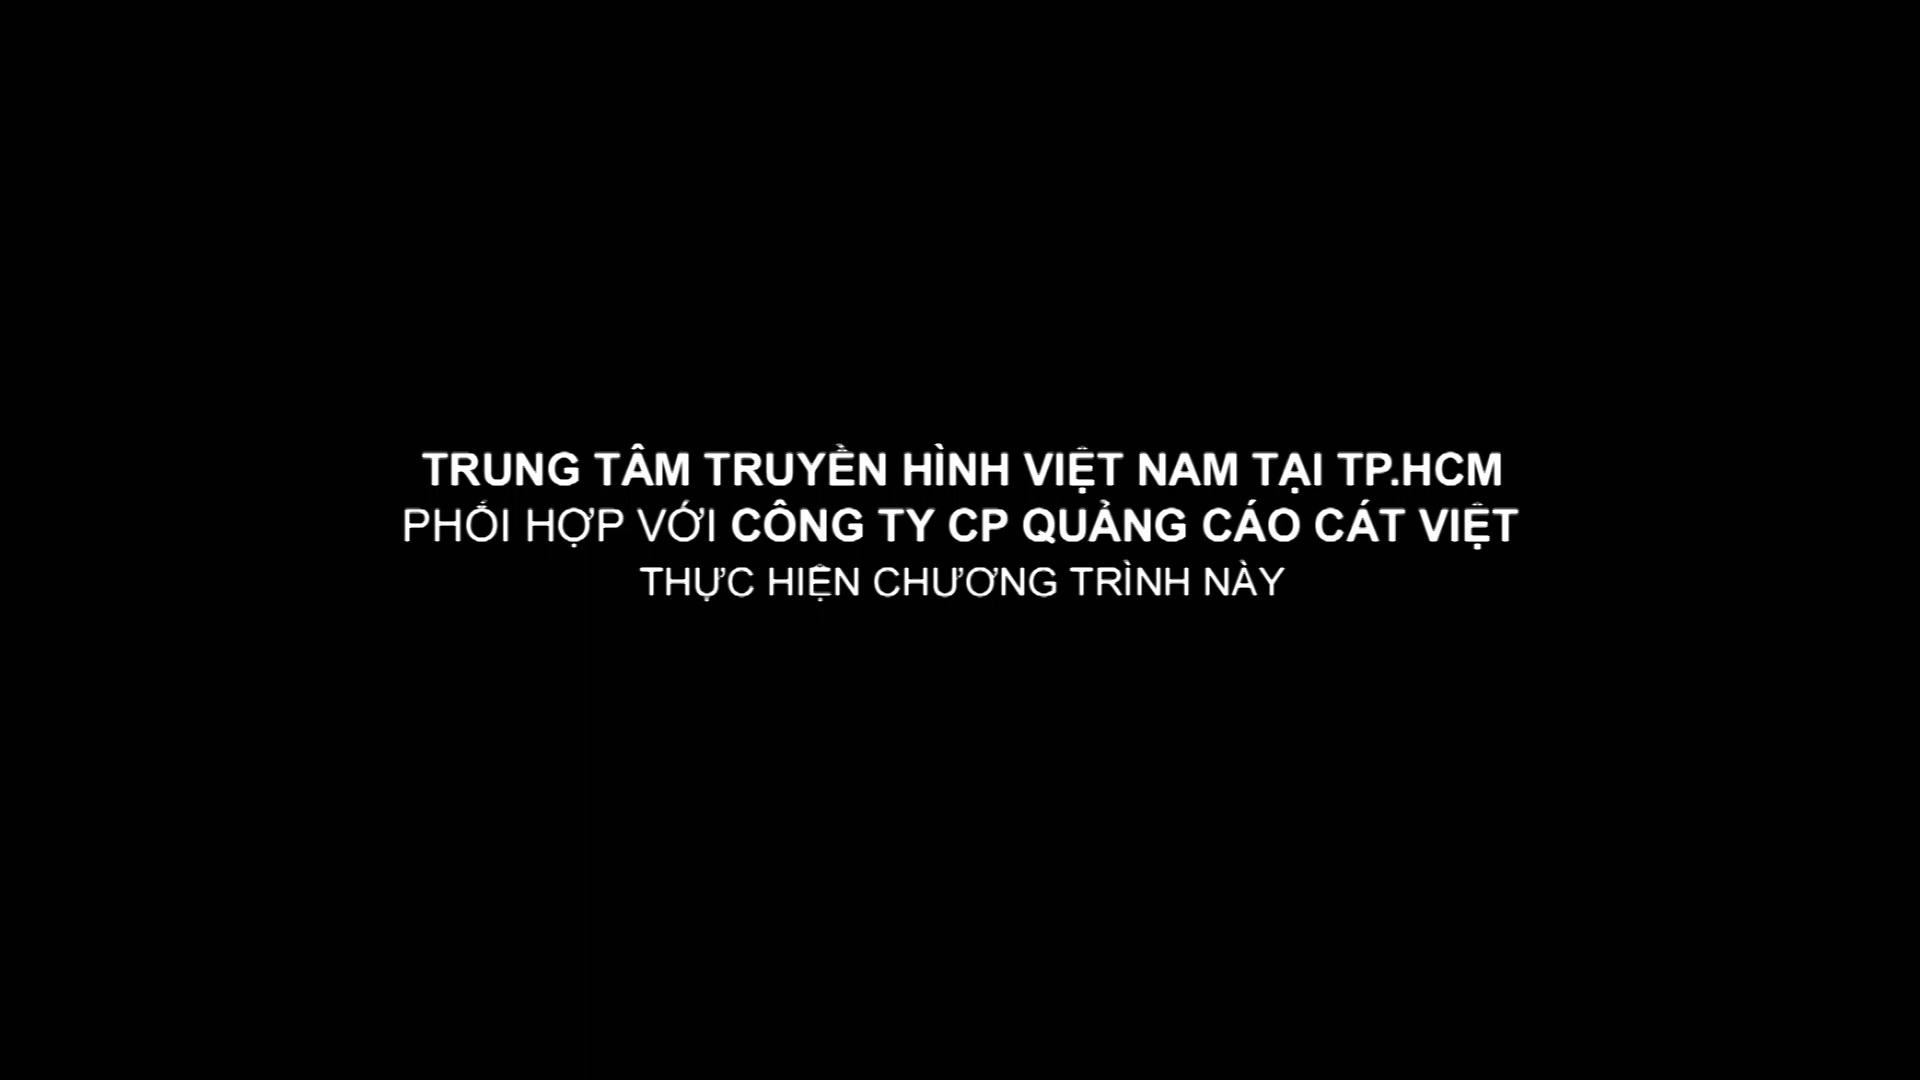 TRUNG TÂM TRUYỀN HÌNH VIỆT NAM TẠI TP.HCM
PHỐI HỢP VỚI CÔNG TY CP QUẢNG CÁO CÁT VIỆT
THỰC HIỆN CHƯƠNG TRÌNH NÀY